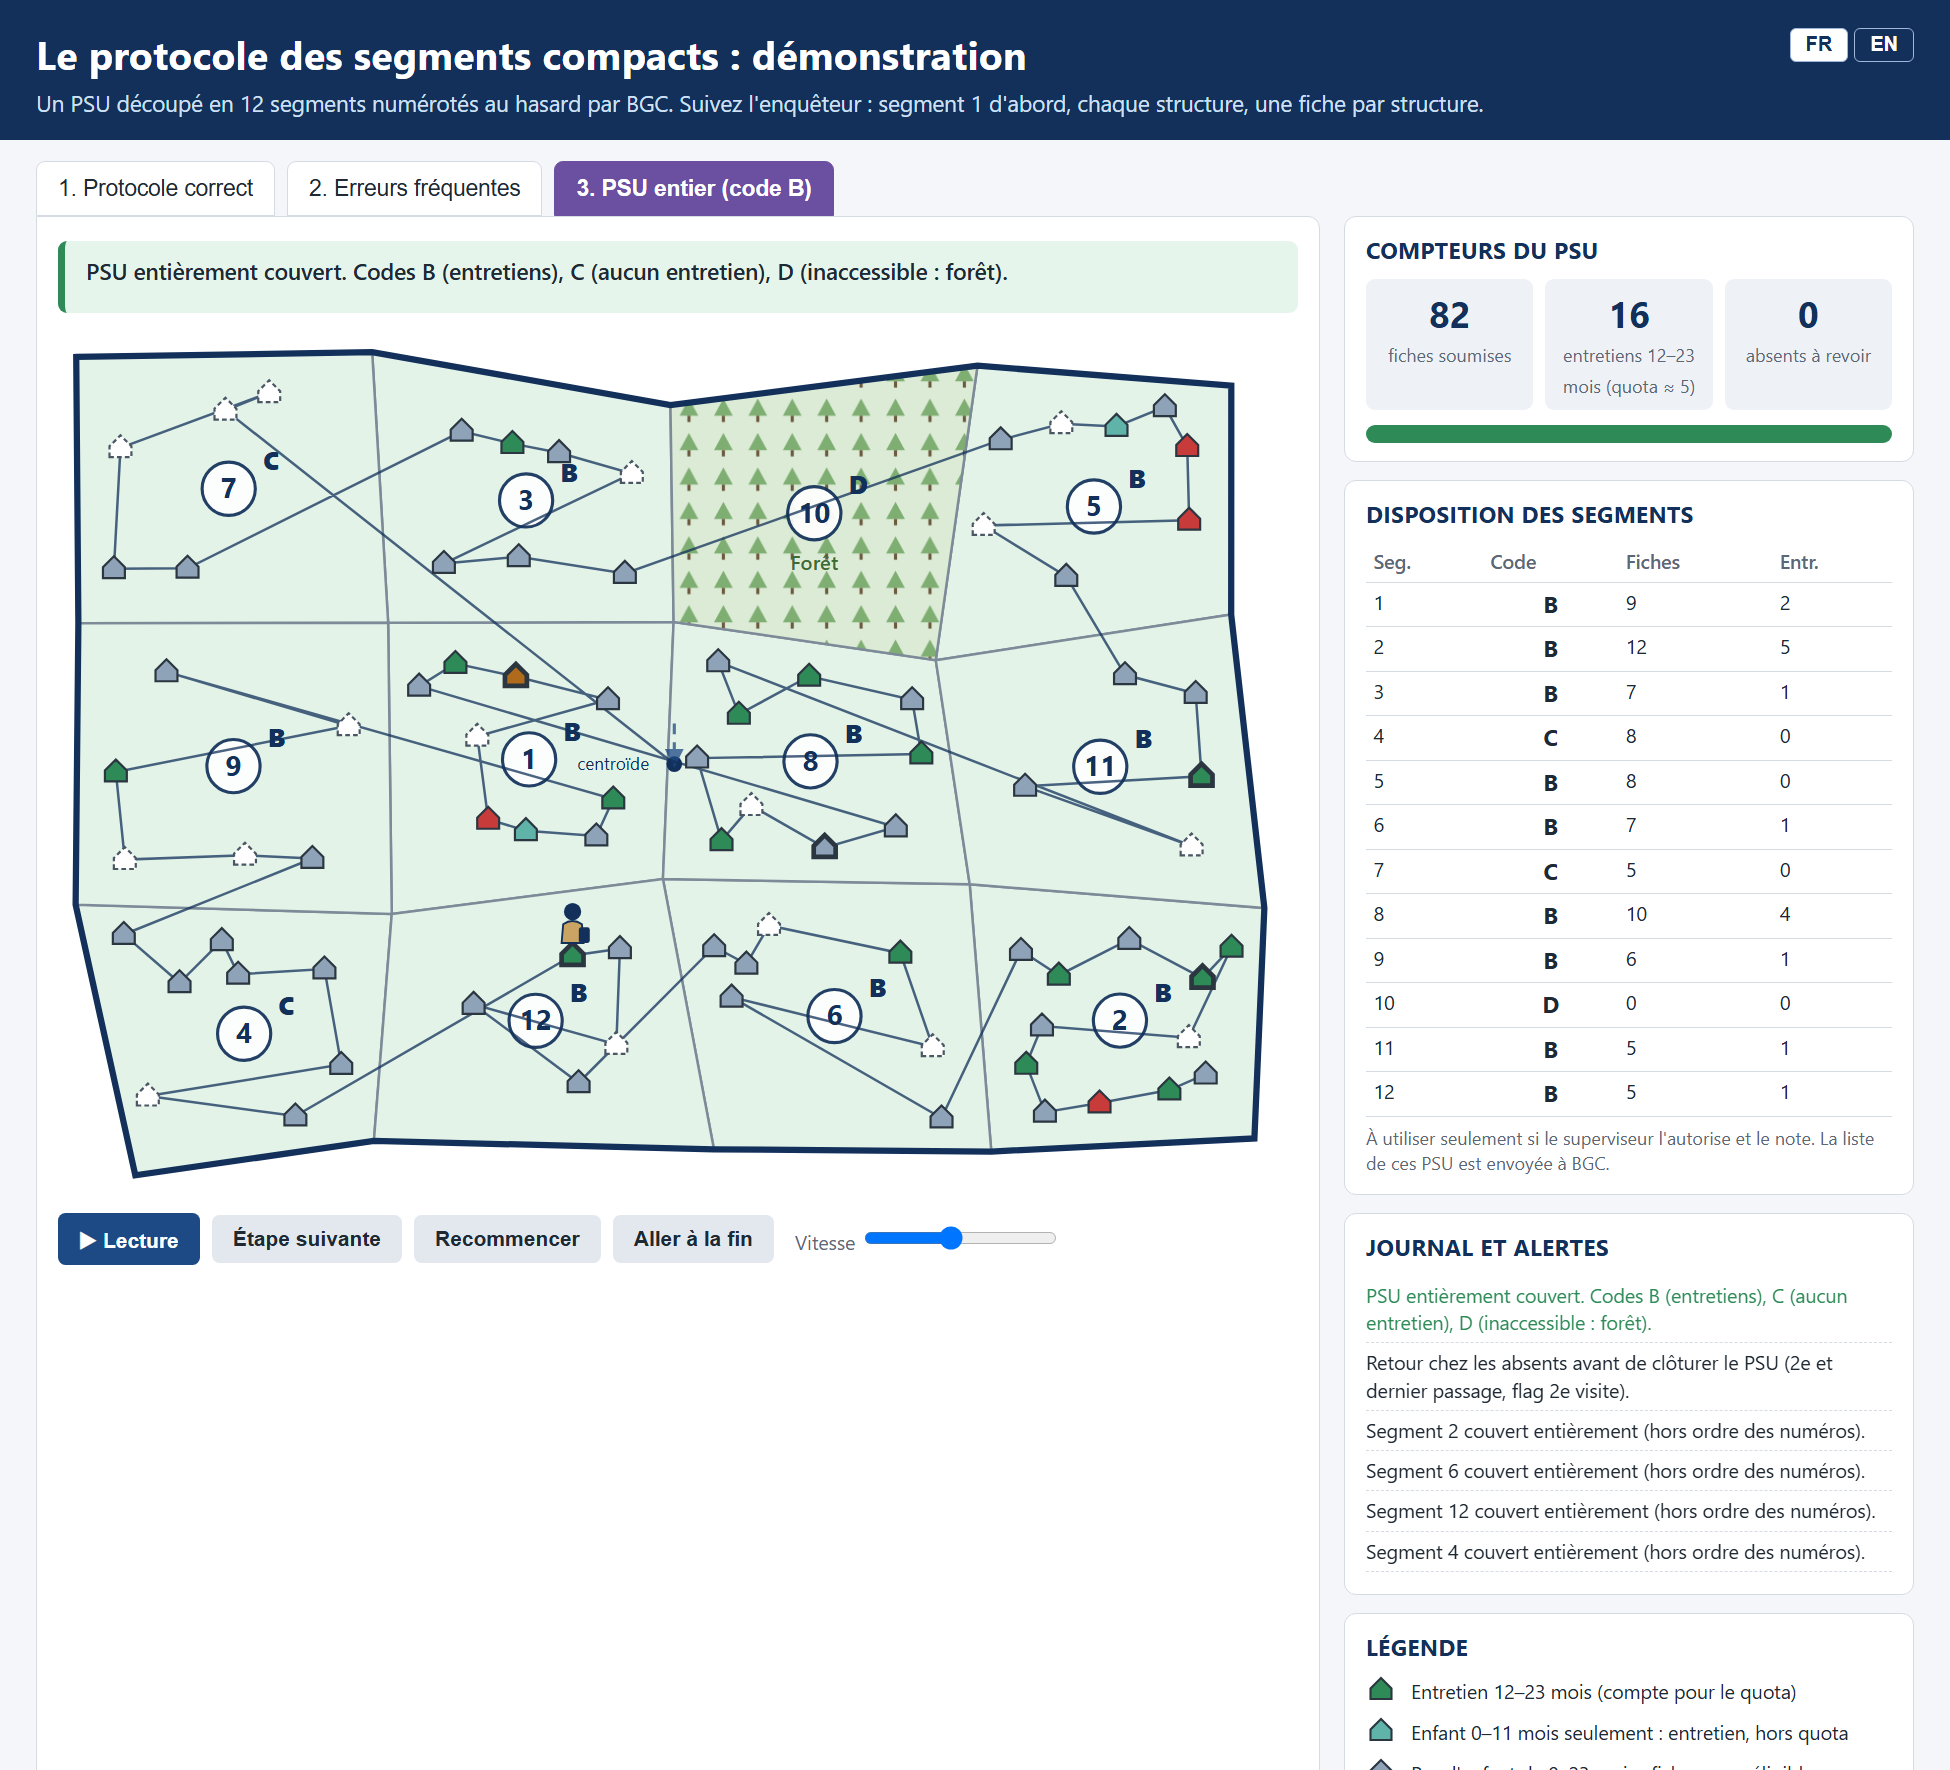 Le protocole des segments compacts : démonstration
FR EN
Un PSU découpé en 12 segments numérotés au hasard par BGC. Suivez l'enquêteur : segment 1 d'abord, chaque structure, une fiche par structure.
1. Protocole correct
2. Erreurs fréquentes
3. PSU entier (code B)
PSU entièrement couvert. Codes B (entretiens), C (aucun entretien), D (inaccessible : forêt).
7 C
3 B
10 D
Forêt
5 B
9 B
1 B
centroïde
8 B
11 B
4 C
12 B
6 B
2 B
▶ Lecture
Étape suivante
Recommencer
Aller à la fin
Vitesse
COMPTEURS DU PSU
82
fiches soumises
16
entretiens 12–23
mois (quota ≈ 5)
0
absents à revoir
DISPOSITION DES SEGMENTS
Seg. Code Fiches Entr.
1 B 9 2
2 B 12 5
3 B 7 1
4 C 8 0
5 B 8 0
6 B 7 1
7 C 5 0
8 B 10 4
9 B 6 1
10 D 0 0
11 B 5 1
12 B 5 1
À utiliser seulement si le superviseur l'autorise et le note. La liste
de ces PSU est envoyée à BGC.
JOURNAL ET ALERTES
PSU entièrement couvert. Codes B (entretiens), C (aucun
entretien), D (inaccessible : forêt).
Retour chez les absents avant de clôturer le PSU (2e et
dernier passage, flag 2e visite).
Segment 2 couvert entièrement (hors ordre des numéros).
Segment 6 couvert entièrement (hors ordre des numéros).
Segment 12 couvert entièrement (hors ordre des numéros).
Segment 4 couvert entièrement (hors ordre des numéros).
LÉGENDE
Entretien 12–23 mois (compte pour le quota)
Enfant 0–11 mois seulement : entretien, hors quota